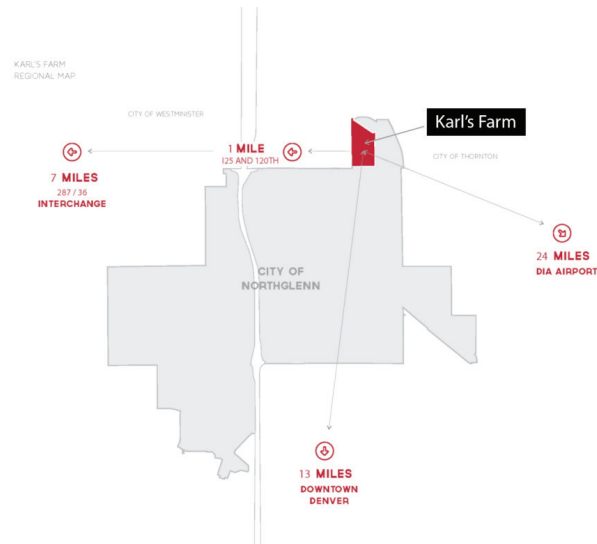 KARL'S FARM
REGIONAL MAP
CITY OF WESTMINISTER
Karl's Farm
1 MILE
I25 AND 120TH
CITY OF THORNTON
7 MILES
287 / 36
INTERCHANGE
24 MILES
DIA AIRPORT
CITY OF
NORTHGLENN
13 MILES
DOWNTOWN
DENVER